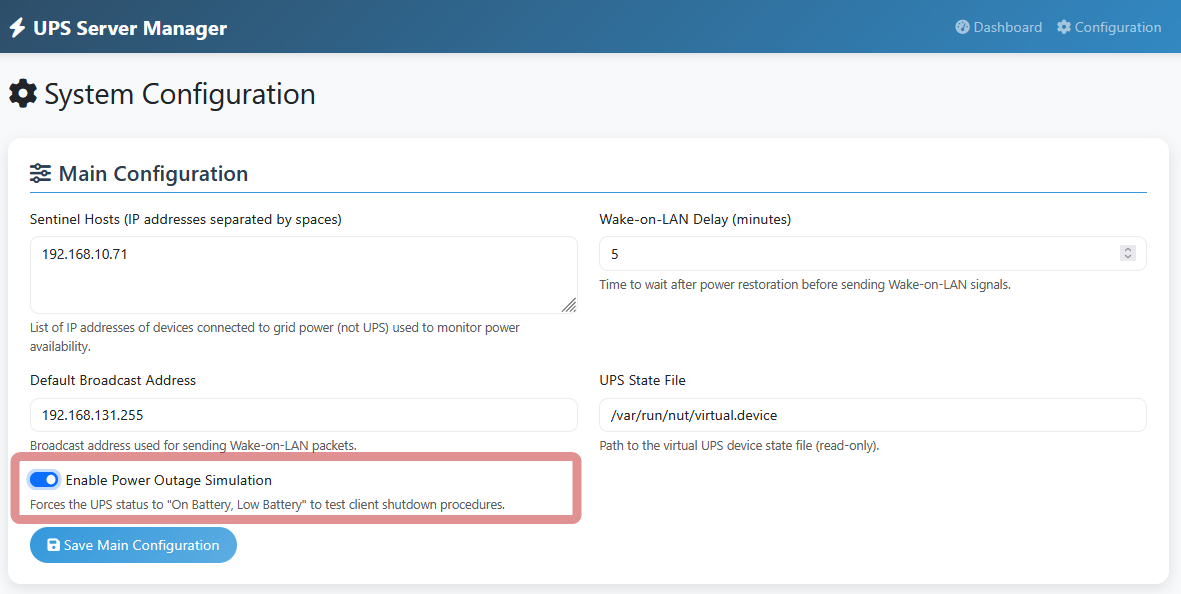 UPS Server Manager
Dashboard
Configuration
System Configuration
Main Configuration
Sentinel Hosts (IP addresses separated by spaces)
192.168.10.71
List of IP addresses of devices connected to grid power (not UPS) used to monitor power
availability.
Wake-on-LAN Delay (minutes)
5
Time to wait after power restoration before sending Wake-on-LAN signals.
Default Broadcast Address
192.168.131.255
Broadcast address used for sending Wake-on-LAN packets.
UPS State File
/var/run/nut/virtual.device
Path to the virtual UPS device state file (read-only).
Enable Power Outage Simulation
Forces the UPS status to "On Battery, Low Battery" to test client shutdown procedures.
Save Main Configuration